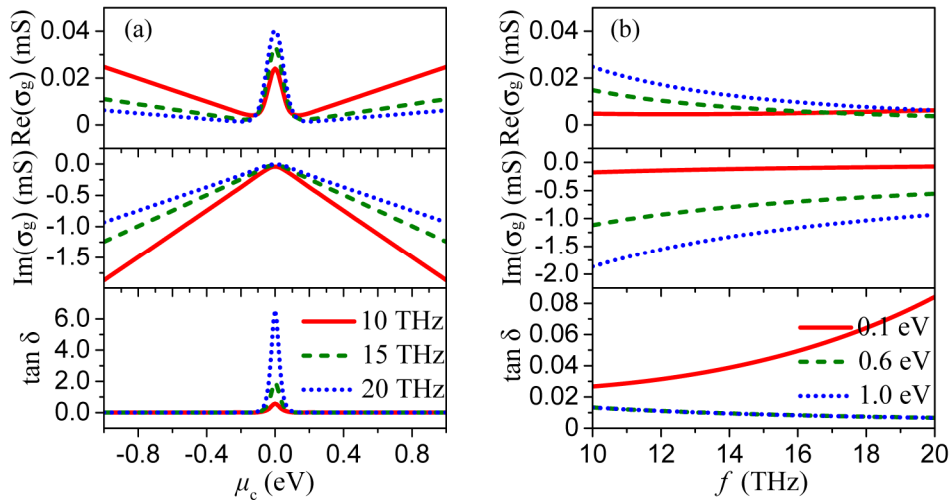 (a)
Re(σg) (mS)
0.04
0.02
0
Im(σg) (mS)
0.0
-0.5
-1.0
-1.5
tan δ
6.0
4.0
2.0
0.0
10 THz
15 THz
20 THz
-0.8 -0.4 0.0 0.4 0.8
μc (eV)
(b)
Re(σg) (mS)
0.04
0.02
0
Im(σg) (mS)
0.0
-0.5
-1.0
-1.5
-2.0
tan δ
0.08
0.06
0.04
0.02
0
0.1 eV
0.6 eV
1.0 eV
10 12 14 16 18 20
f (THz)